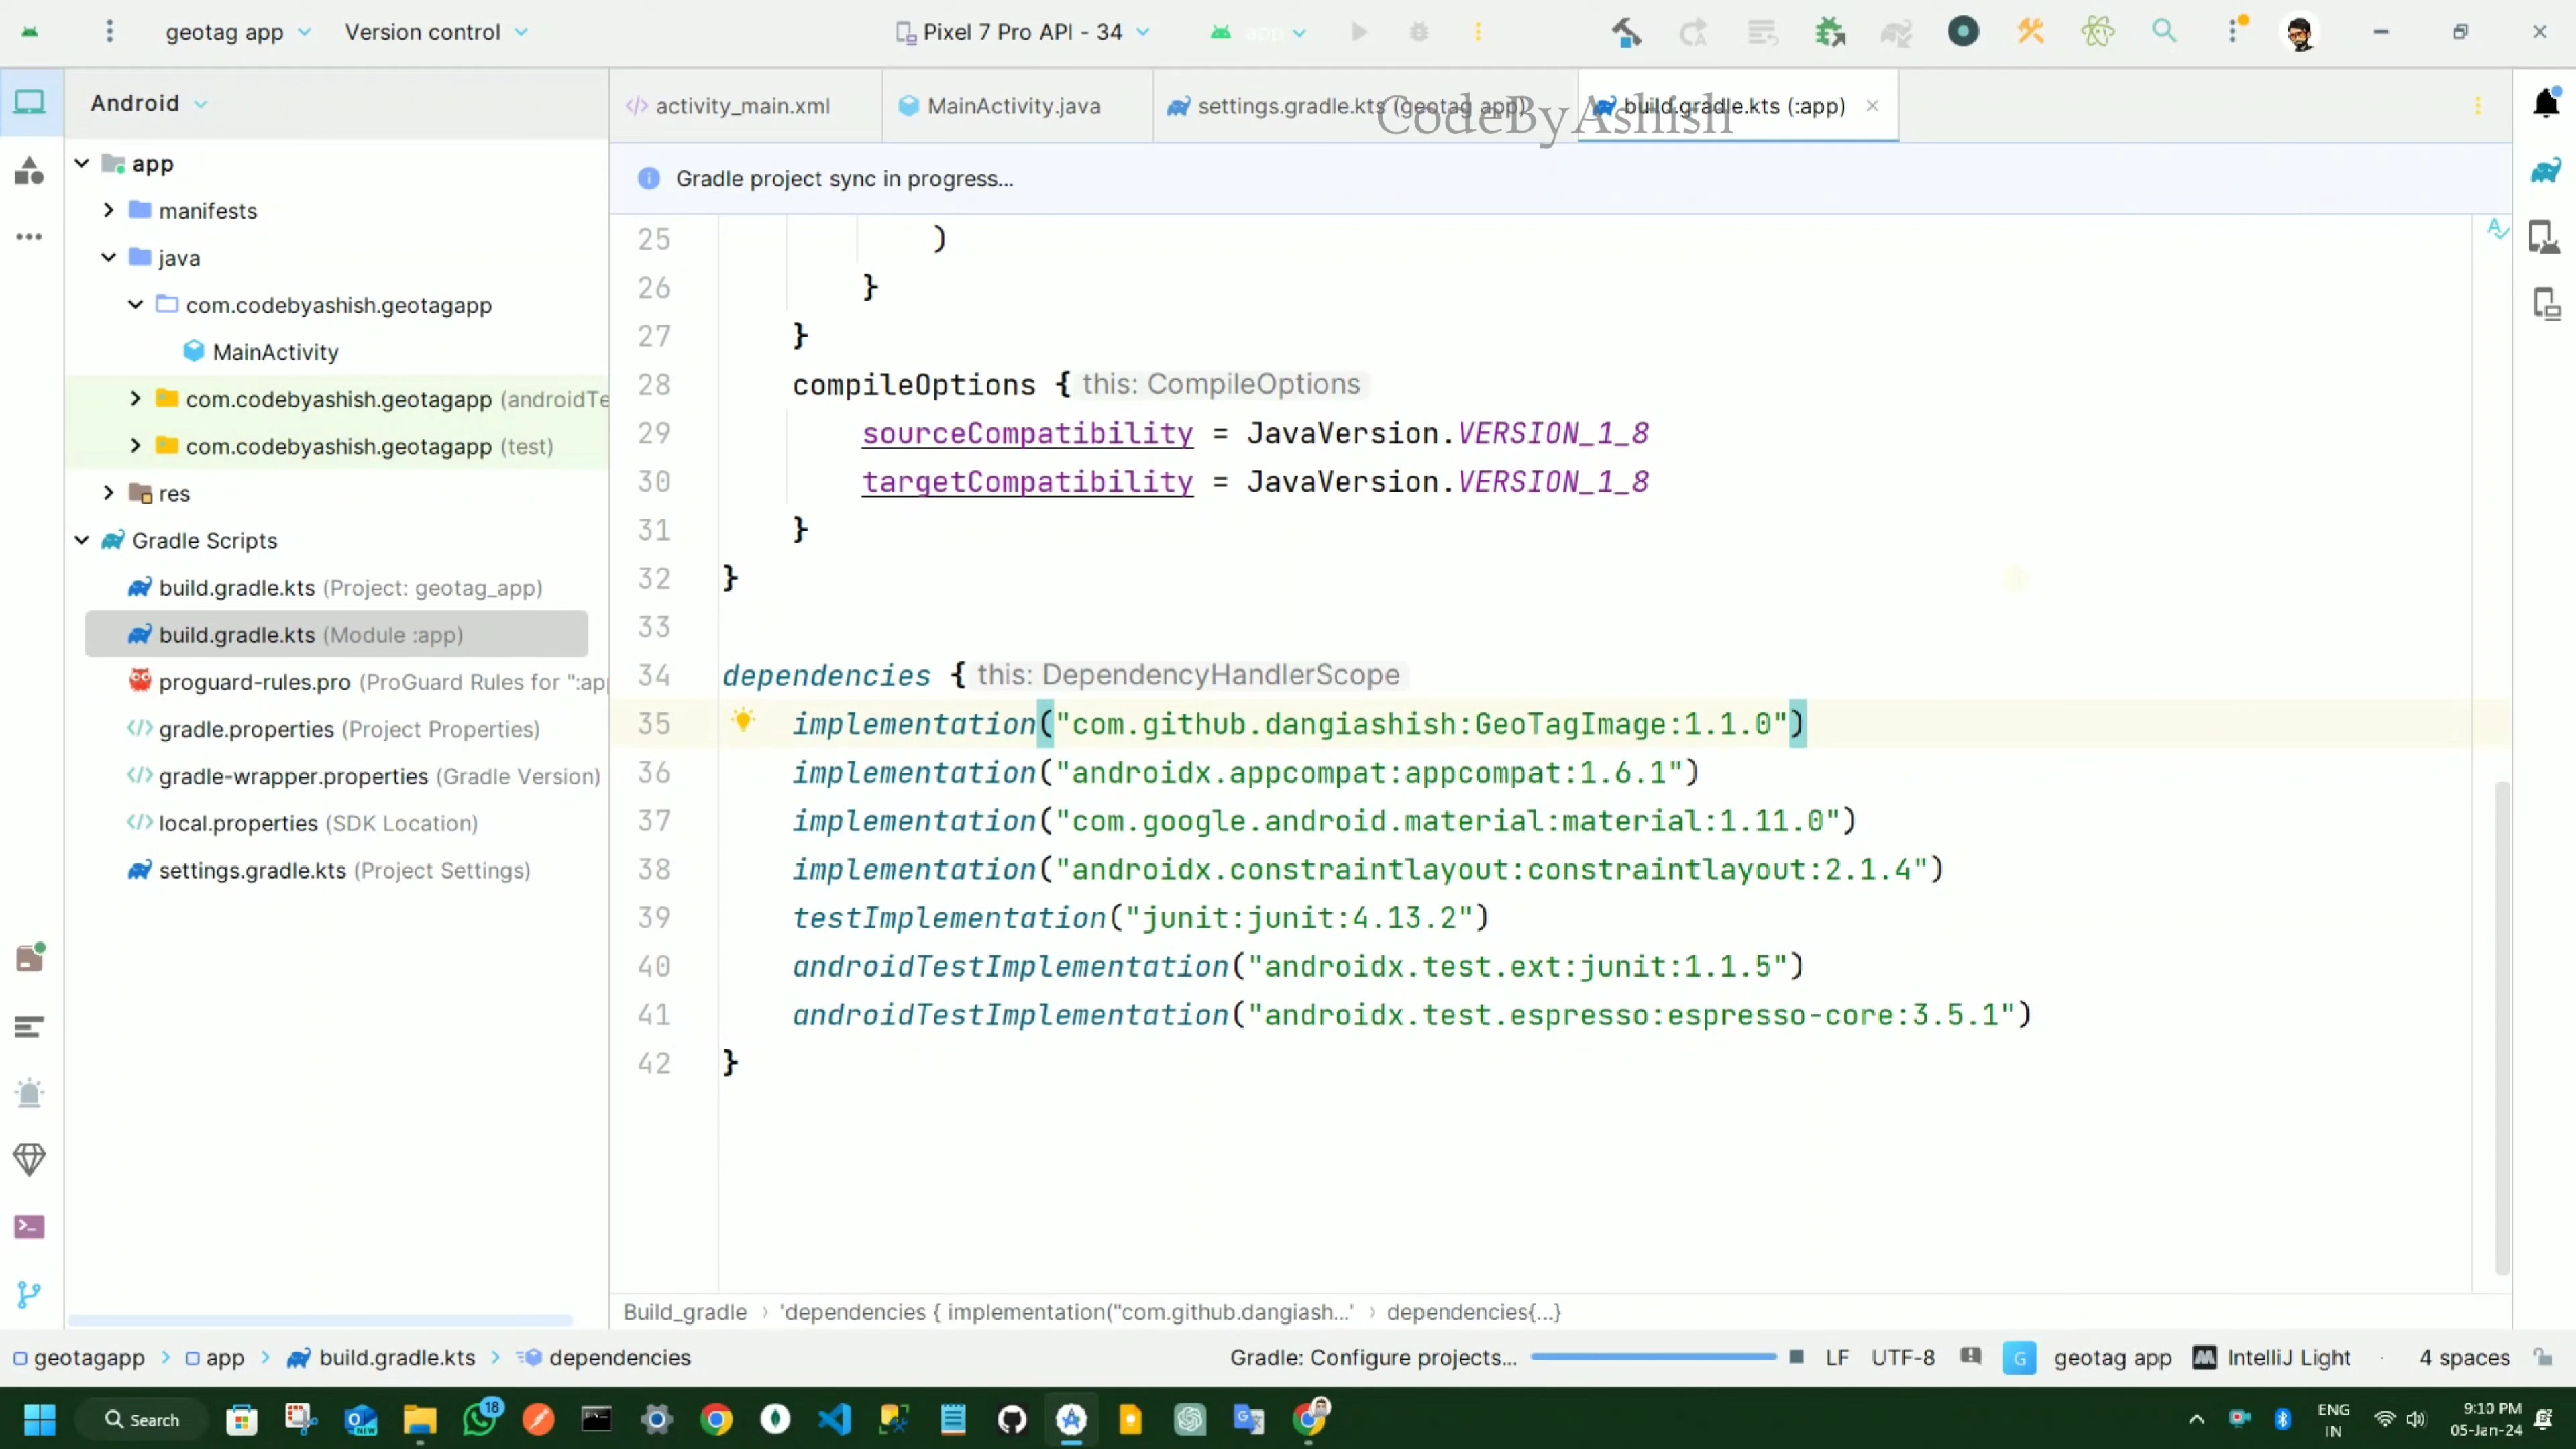 geotag app
Version control
Pixel 7 Pro API - 34
app
Android
activity_main.xml
MainActivity.java
settings.gradle.kts (geotag app)
build.gradle.kts (:app)
CodeByAshish
Gradle project sync in progress...
app
manifests
java
com.codebyashish.geotagapp
MainActivity
com.codebyashish.geotagapp (androidTe
com.codebyashish.geotagapp (test)
res
Gradle Scripts
build.gradle.kts (Project: geotag_app)
build.gradle.kts (Module :app)
proguard-rules.pro (ProGuard Rules for ":app
gradle.properties (Project Properties)
gradle-wrapper.properties (Gradle Version)
local.properties (SDK Location)
settings.gradle.kts (Project Settings)
25 )
26 }
27 }
28 compileOptions { this: CompileOptions
29 sourceCompatibility = JavaVersion.VERSION_1_8
30 targetCompatibility = JavaVersion.VERSION_1_8
31 }
32 }
33
34 dependencies { this: DependencyHandlerScope
35 implementation("com.github.dangiashish:GeoTagImage:1.1.0")
36 implementation("androidx.appcompat:appcompat:1.6.1")
37 implementation("com.google.android.material:material:1.11.0")
38 implementation("androidx.constraintlayout:constraintlayout:2.1.4")
39 testImplementation("junit:junit:4.13.2")
40 androidTestImplementation("androidx.test.ext:junit:1.1.5")
41 androidTestImplementation("androidx.test.espresso:espresso-core:3.5.1")
42 }
Build_gradle › 'dependencies { implementation("com.github.dangiash...' › dependencies{...}
geotagapp › app › build.gradle.kts › dependencies
Gradle: Configure projects...
LF UTF-8 G geotag app IntelliJ Light 4 spaces
Search
NEW
18
ENG
IN
9:10 PM
05-Jan-24